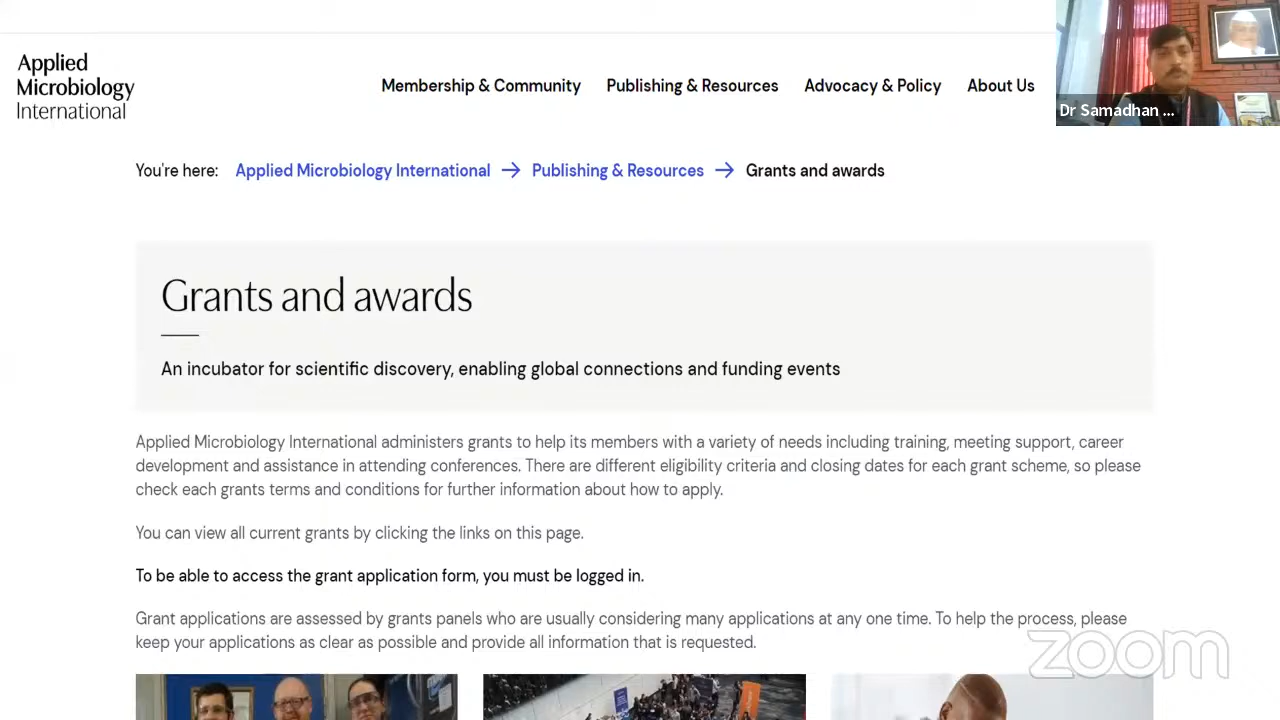 Applied
Microbiology
International
Membership & Community
Publishing & Resources
Advocacy & Policy
About Us
Dr Samadhan ...
You're here: Applied Microbiology International → Publishing & Resources → Grants and awards
Grants and awards
An incubator for scientific discovery, enabling global connections and funding events
Applied Microbiology International administers grants to help its members with a variety of needs including training, meeting support, career
development and assistance in attending conferences. There are different eligibility criteria and closing dates for each grant scheme, so please
check each grants terms and conditions for further information about how to apply.
You can view all current grants by clicking the links on this page.
To be able to access the grant application form, you must be logged in.
Grant applications are assessed by grants panels who are usually considering many applications at any one time. To help the process, please
keep your applications as clear as possible and provide all information that is requested.
zoom